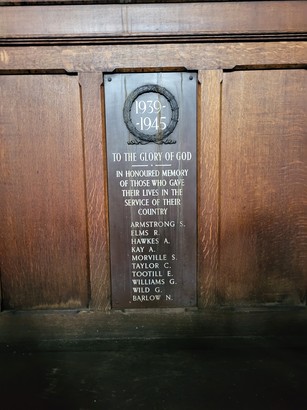 1939-
-1945
TO THE GLORY OF GOD
IN HONOURED MEMORY
OF THOSE WHO GAVE
THEIR LIVES IN THE
SERVICE OF THEIR
COUNTRY
ARMSTRONG S.
ELMS R.
HAWKES A.
KAY A.
MORVILLE S.
TAYLOR C.
TOOTILL E.
WILLIAMS G.
WILD G.
BARLOW N.